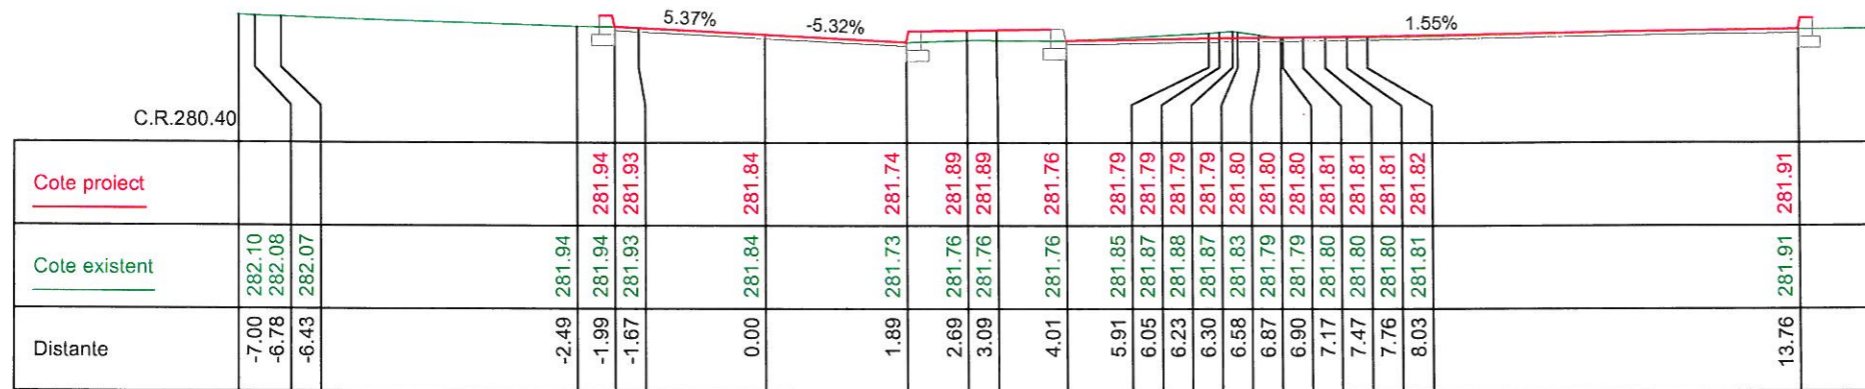 5.37%
-5.32%
1.55%
C.R.280.40
Cote proiect 281.94 281.93 281.84 281.74 281.89 281.89 281.76 281.79 281.79 281.79 281.79 281.80 281.80 281.80 281.81 281.81 281.81 281.82 281.91
Cote existent 282.10 282.08 282.07 281.94 281.94 281.93 281.84 281.73 281.76 281.76 281.76 281.85 281.87 281.88 281.87 281.83 281.79 281.79 281.80 281.80 281.80 281.81 281.91
Distante -7.00 -6.78 -6.43 -2.49 -1.99 -1.67 0.00 1.89 2.69 3.09 4.01 5.91 6.05 6.23 6.30 6.58 6.87 6.90 7.17 7.47 7.76 8.03 13.76